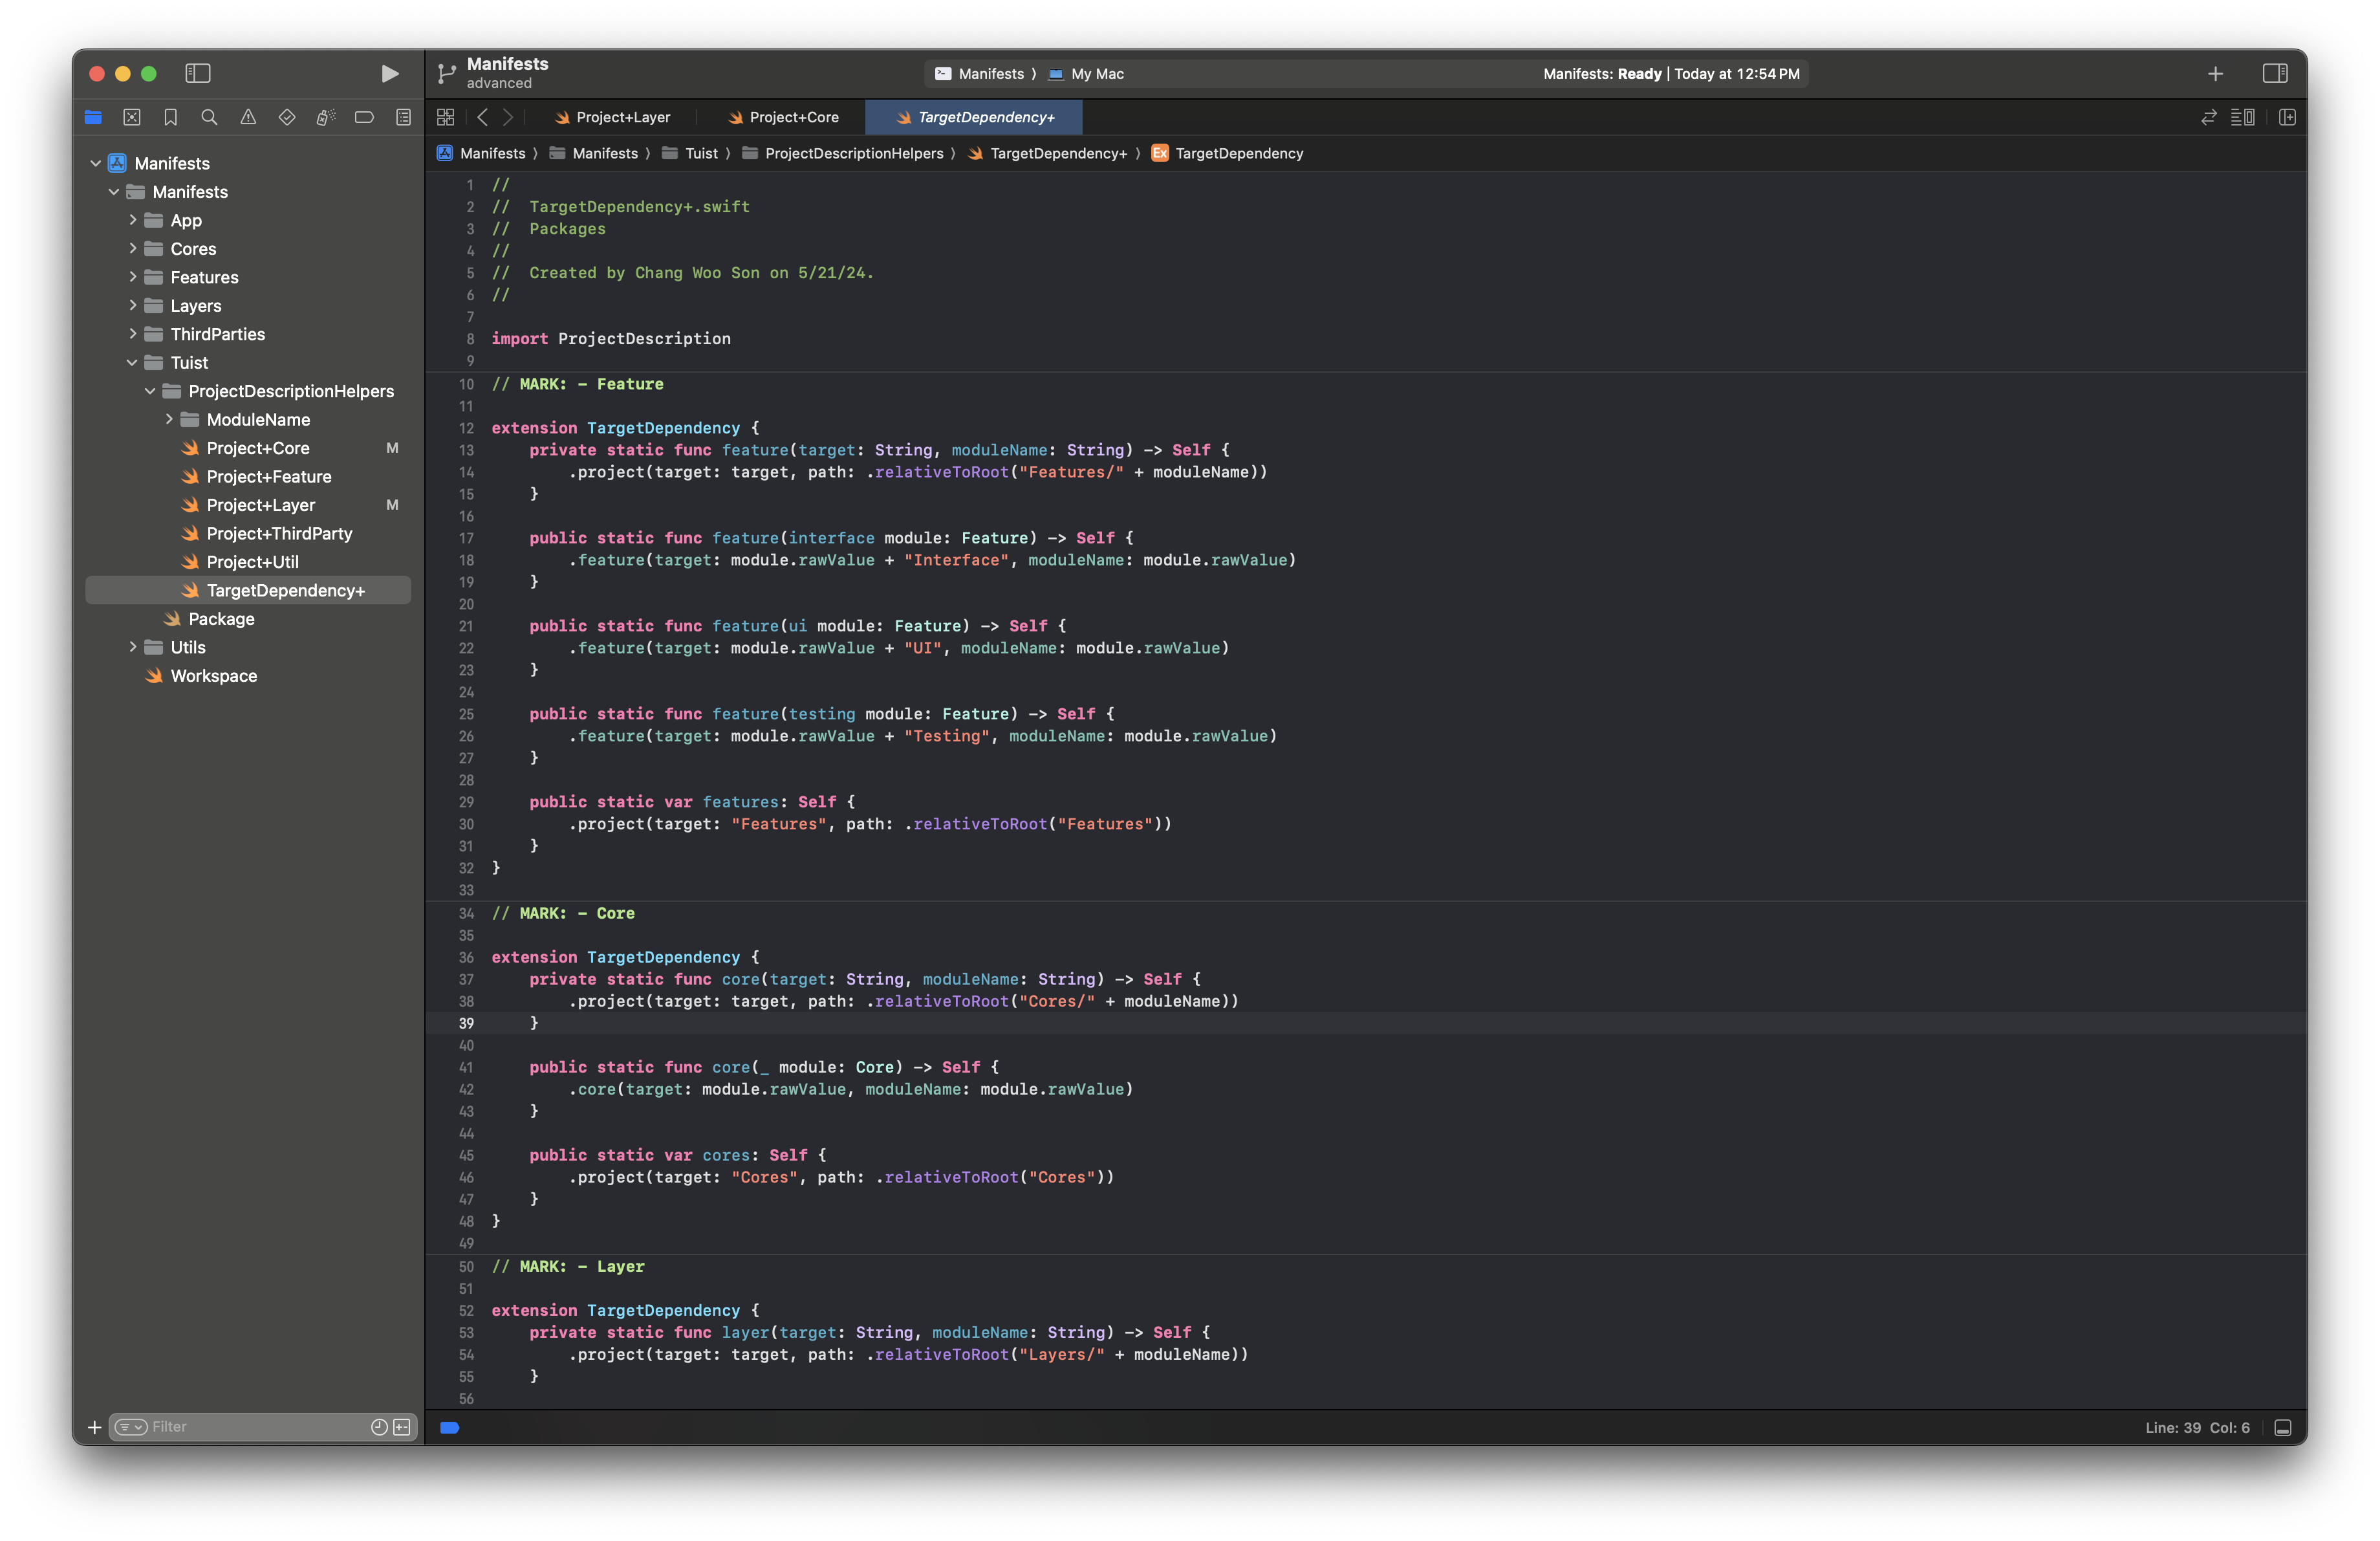 Manifests
advanced
Manifests ⟩ My Mac
Manifests: Ready | Today at 12:54 PM
Project+Layer
Project+Core
TargetDependency+
Manifests ⟩ Manifests ⟩ Tuist ⟩ ProjectDescriptionHelpers ⟩ TargetDependency+ ⟩ Ex TargetDependency
Manifests
Manifests
App
Cores
Features
Layers
ThirdParties
Tuist
ProjectDescriptionHelpers
ModuleName
Project+Core M
Project+Feature
Project+Layer M
Project+ThirdParty
Project+Util
TargetDependency+
Package
Utils
Workspace
Filter
1 //
2 //  TargetDependency+.swift
3 //  Packages
4 //
5 //  Created by Chang Woo Son on 5/21/24.
6 //
7
8 import ProjectDescription
9
10 // MARK: - Feature
11
12 extension TargetDependency {
13     private static func feature(target: String, moduleName: String) -> Self {
14         .project(target: target, path: .relativeToRoot("Features/" + moduleName))
15     }
16
17     public static func feature(interface module: Feature) -> Self {
18         .feature(target: module.rawValue + "Interface", moduleName: module.rawValue)
19     }
20
21     public static func feature(ui module: Feature) -> Self {
22         .feature(target: module.rawValue + "UI", moduleName: module.rawValue)
23     }
24
25     public static func feature(testing module: Feature) -> Self {
26         .feature(target: module.rawValue + "Testing", moduleName: module.rawValue)
27     }
28
29     public static var features: Self {
30         .project(target: "Features", path: .relativeToRoot("Features"))
31     }
32 }
33
34 // MARK: - Core
35
36 extension TargetDependency {
37     private static func core(target: String, moduleName: String) -> Self {
38         .project(target: target, path: .relativeToRoot("Cores/" + moduleName))
39     }
40
41     public static func core(_ module: Core) -> Self {
42         .core(target: module.rawValue, moduleName: module.rawValue)
43     }
44
45     public static var cores: Self {
46         .project(target: "Cores", path: .relativeToRoot("Cores"))
47     }
48 }
49
50 // MARK: - Layer
51
52 extension TargetDependency {
53     private static func layer(target: String, moduleName: String) -> Self {
54         .project(target: target, path: .relativeToRoot("Layers/" + moduleName))
55     }
56
Line: 39 Col: 6